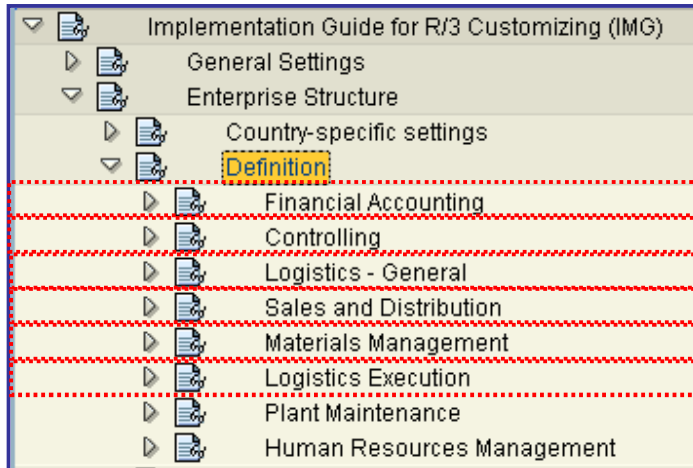 Implementation Guide for R/3 Customizing (IMG)
General Settings
Enterprise Structure
Country-specific settings
Definition
Financial Accounting
Controlling
Logistics - General
Sales and Distribution
Materials Management
Logistics Execution
Plant Maintenance
Human Resources Management